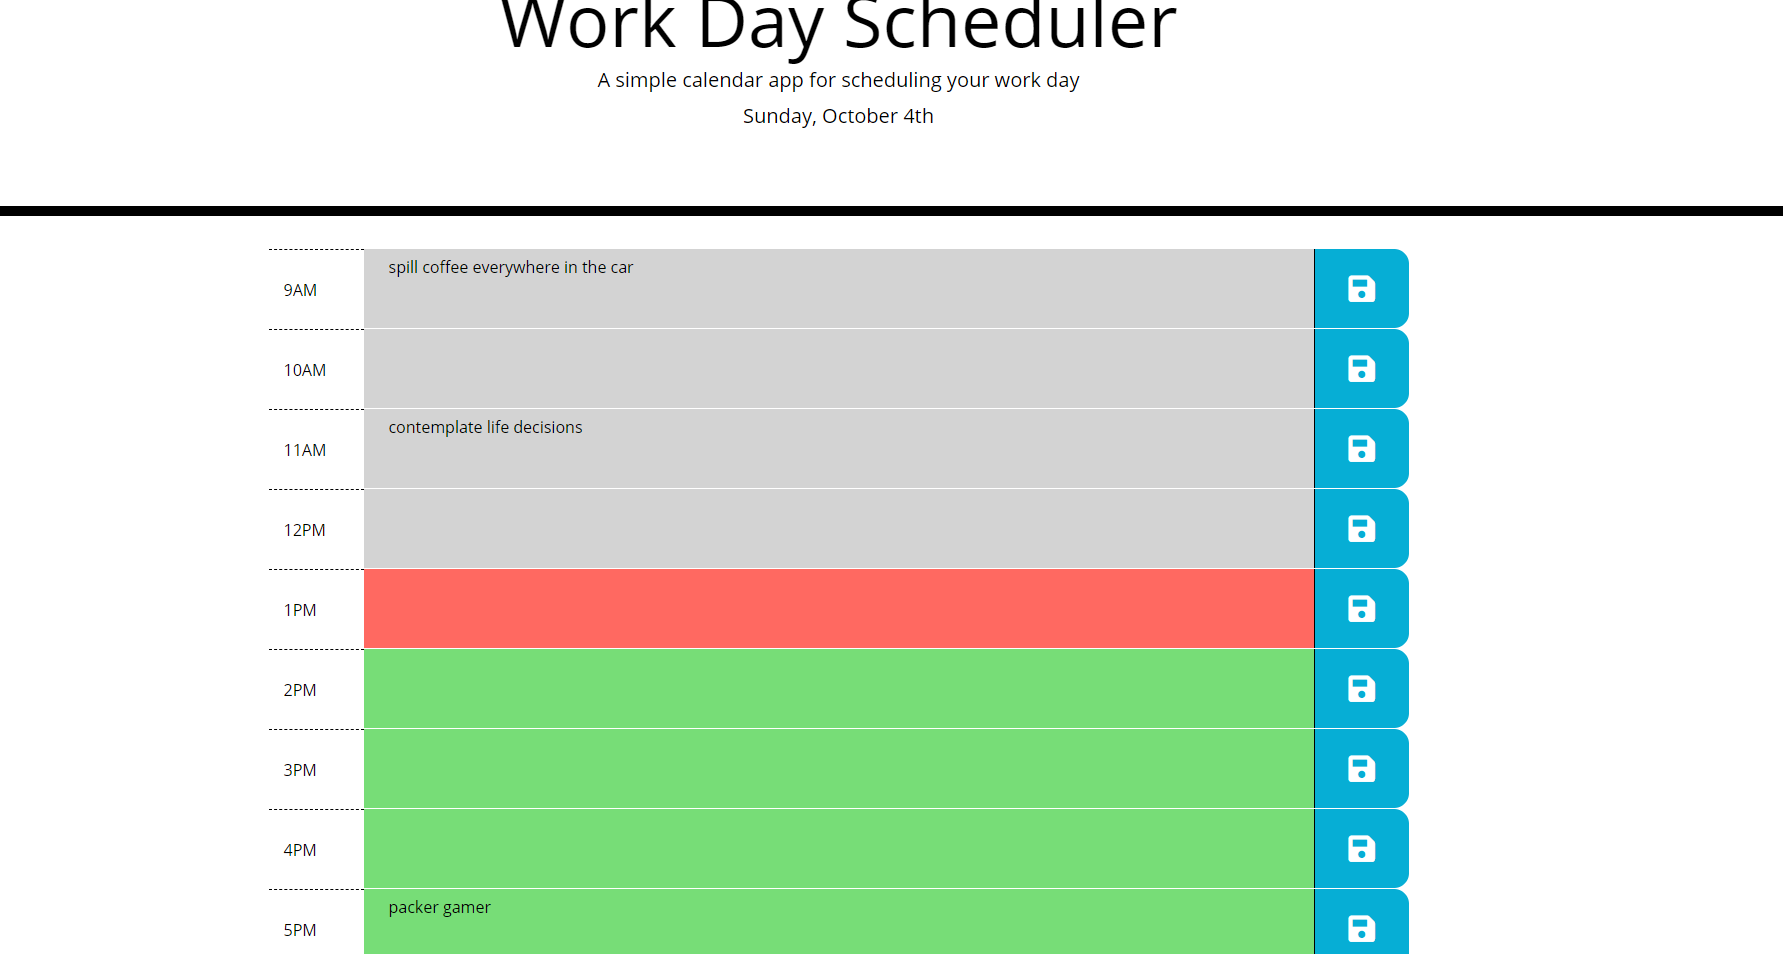 Work Day Scheduler
A simple calendar app for scheduling your work day
Sunday, October 4th
9AM
spill coffee everywhere in the car
10AM
11AM
contemplate life decisions
12PM
1PM
2PM
3PM
4PM
5PM
packer gamer